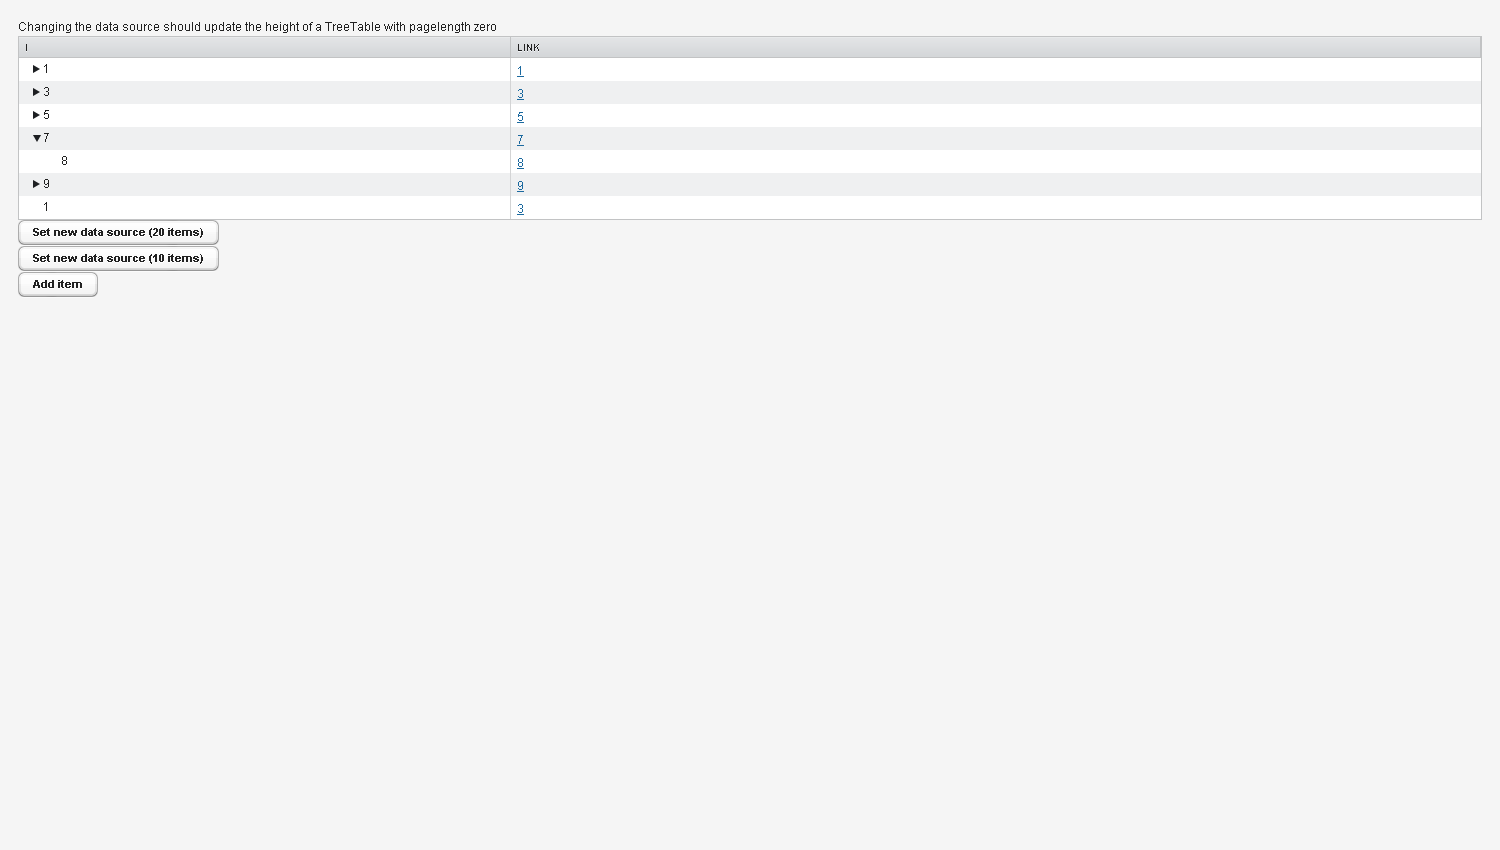 Changing the data source should update the height of a TreeTable with pagelength zero
I LINK
1 1
3 3
5 5
7 7
8 8
9 9
1 3
Set new data source (20 items)
Set new data source (10 items)
Add item